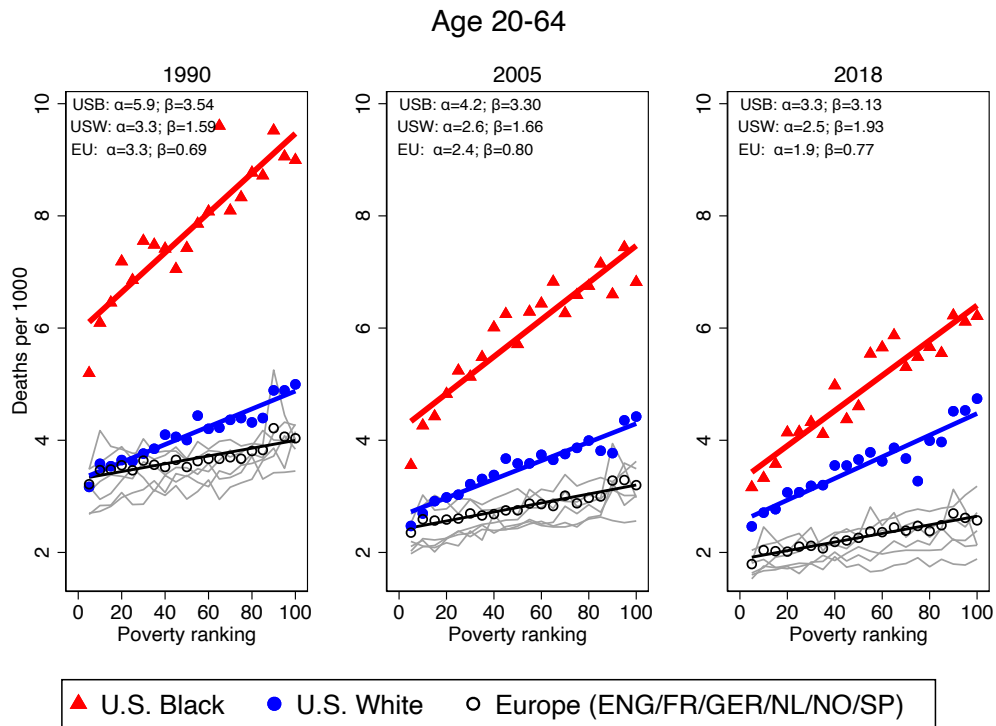 Age 20-64
1990
2005
2018
USB: α=5.9; β=3.54
USW: α=3.3; β=1.59
EU: α=3.3; β=0.69
USB: α=4.2; β=3.30
USW: α=2.6; β=1.66
EU: α=2.4; β=0.80
USB: α=3.3; β=3.13
USW: α=2.5; β=1.93
EU: α=1.9; β=0.77
Deaths per 1000
10
8
6
4
2
10
8
6
4
2
10
8
6
4
2
0 20 40 60 80 100
0 20 40 60 80 100
0 20 40 60 80 100
Poverty ranking
Poverty ranking
Poverty ranking
U.S. Black U.S. White Europe (ENG/FR/GER/NL/NO/SP)